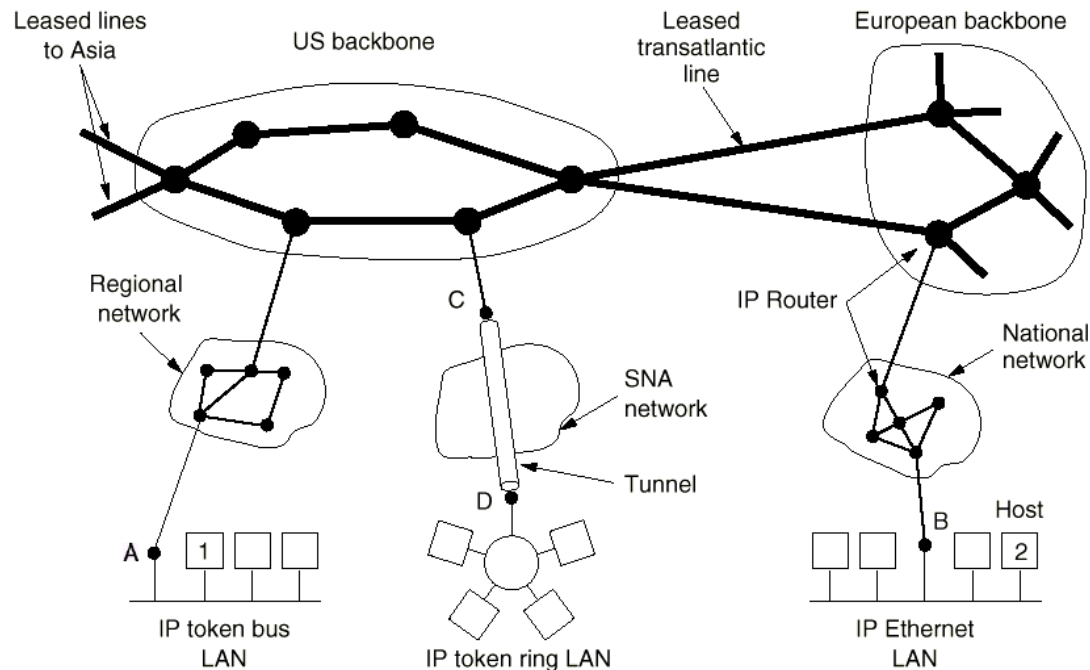 Leased lines
to Asia
US backbone
Leased
transatlantic
line
European backbone
Regional
network
C
SNA
network
IP Router
National
network
Tunnel
D
A
1
B
Host
2
IP token bus
LAN
IP token ring LAN
IP Ethernet
LAN